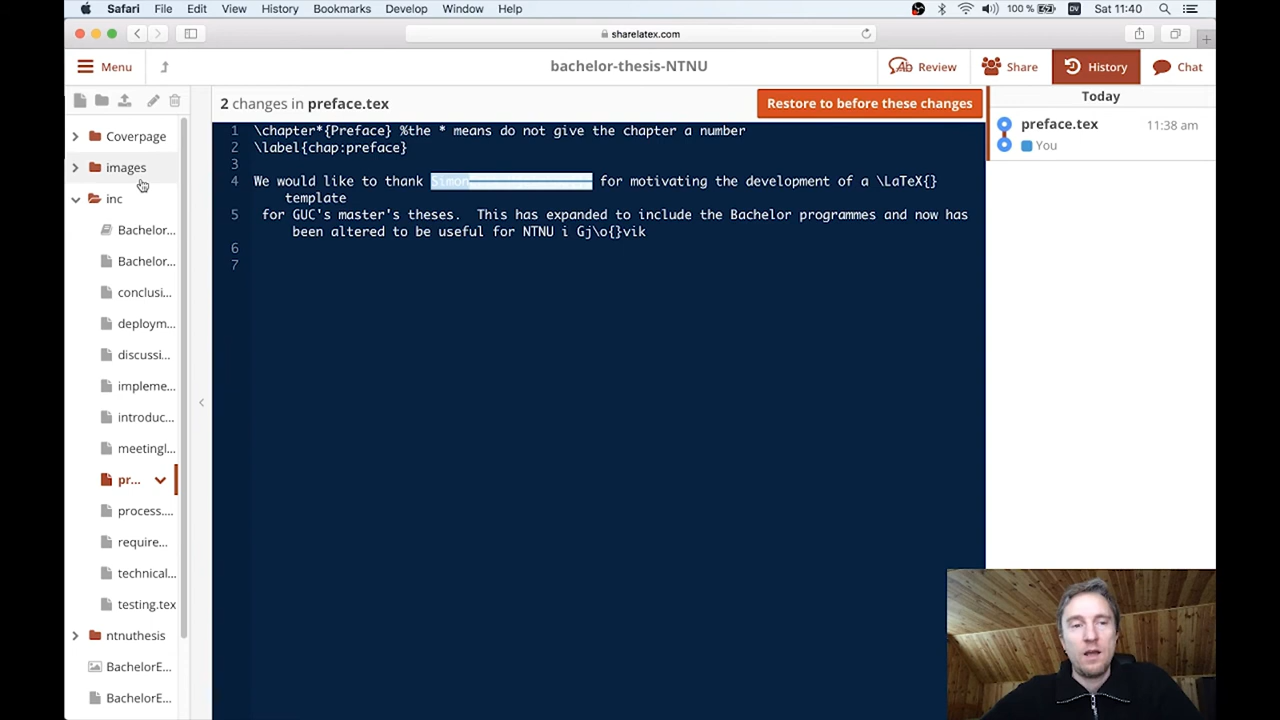 Safari File Edit View History Bookmarks Develop Window Help 100 % DV Sat 11:40
sharelatex.com
Menu bachelor-thesis-NTNU Review Share History Chat
2 changes in preface.tex Restore to before these changes
Today
preface.tex 11:38 am
You
Coverpage
images
inc
Bachelor...
Bachelor...
conclusi...
deploym...
discussi...
impleme...
introduc...
meetingl...
pr...
process....
require...
technical...
testing.tex
ntnuthesis
BachelorE...
BachelorE...
1 \chapter*{Preface} %the * means do not give the chapter a number
2 \label{chap:preface}
3
4 We would like to thank Simon for motivating the development of a \LaTeX{}
template
5 for GUC's master's theses. This has expanded to include the Bachelor programmes and now has
been altered to be useful for NTNU i Gj\o{}vik
6
7